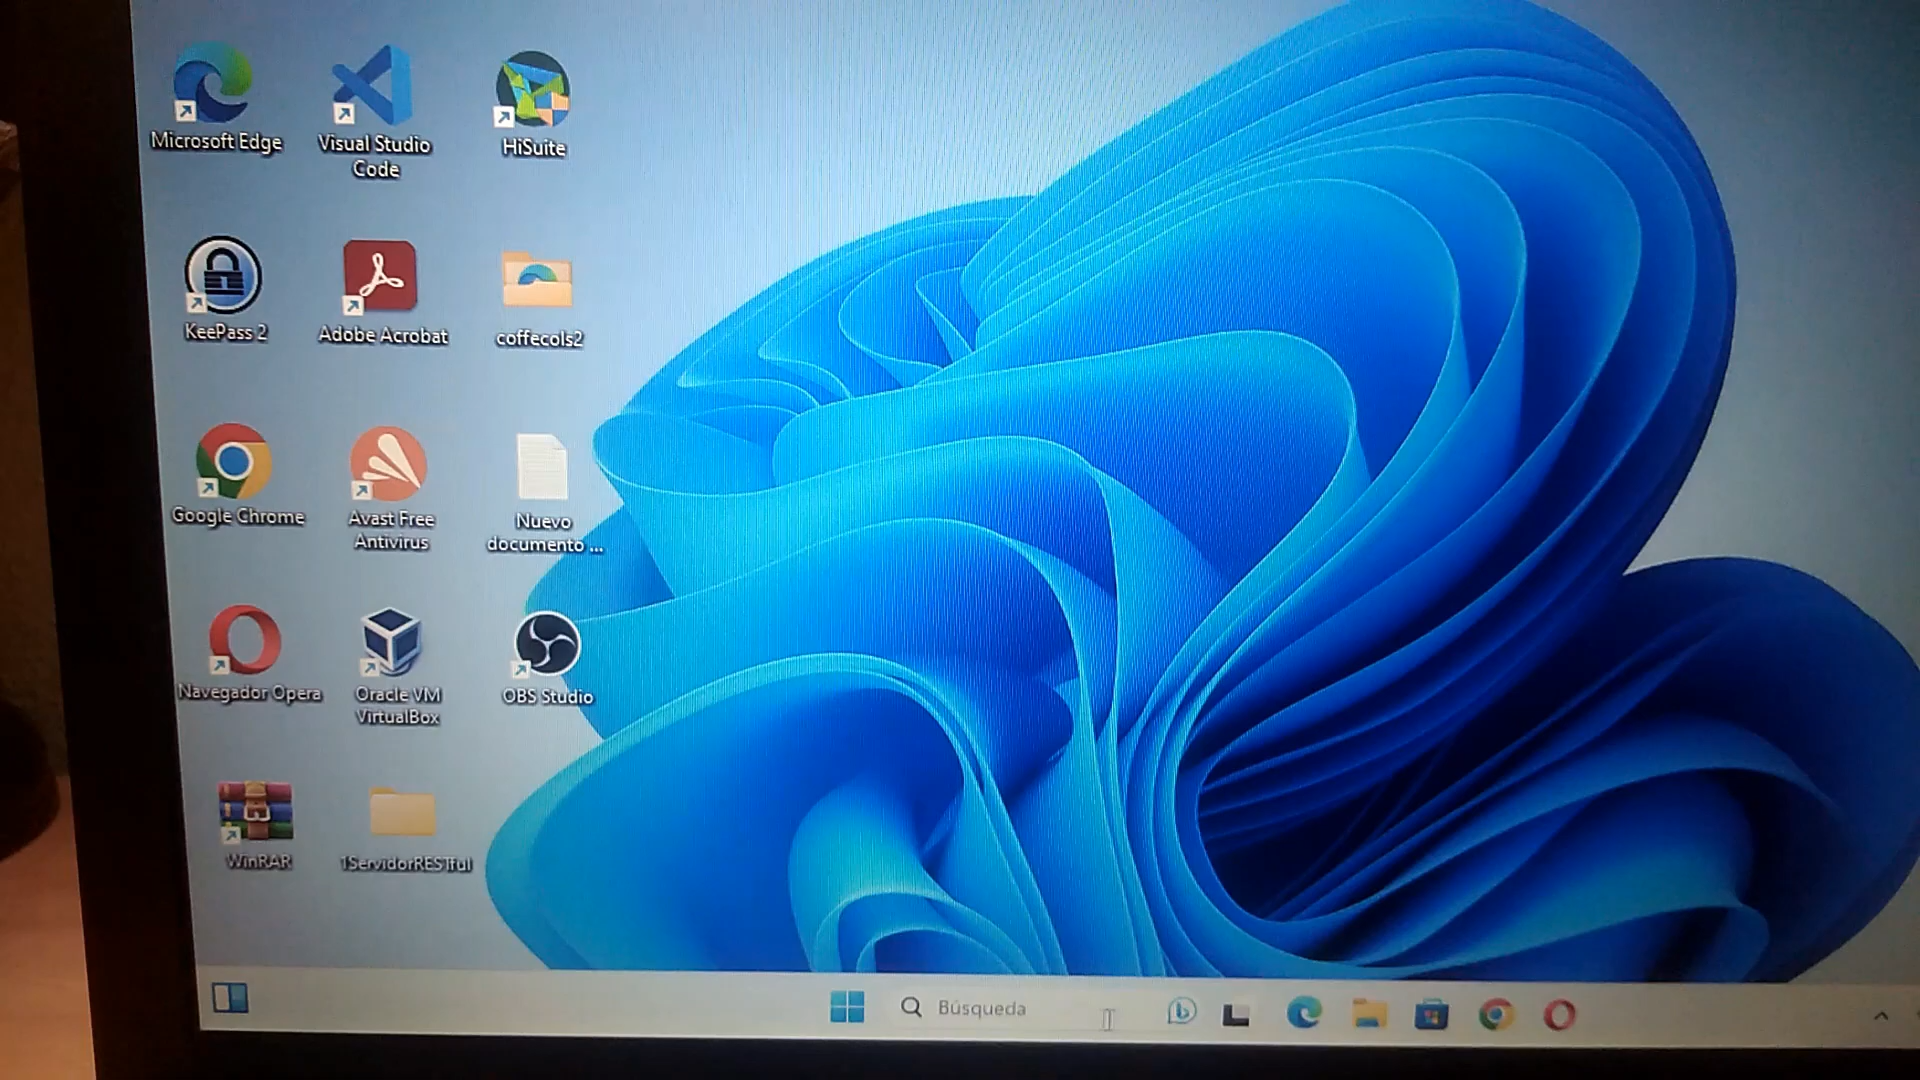 Microsoft Edge
Visual Studio
Code
HiSuite
KeePass 2
Adobe Acrobat
coffecols2
Google Chrome
Avast Free
Antivirus
Nuevo
documento ...
Navegador Opera
Oracle VM
VirtualBox
OBS Studio
WinRAR
1ServidorRESTful
Búsqueda